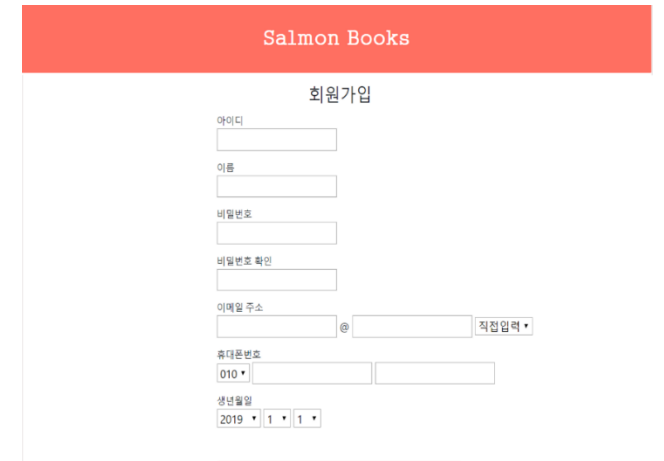 Salmon Books
회원가입
아이디
이름
비밀번호
비밀번호 확인
이메일 주소
@ 직접입력
휴대폰번호
010
생년월일
2019 1 1